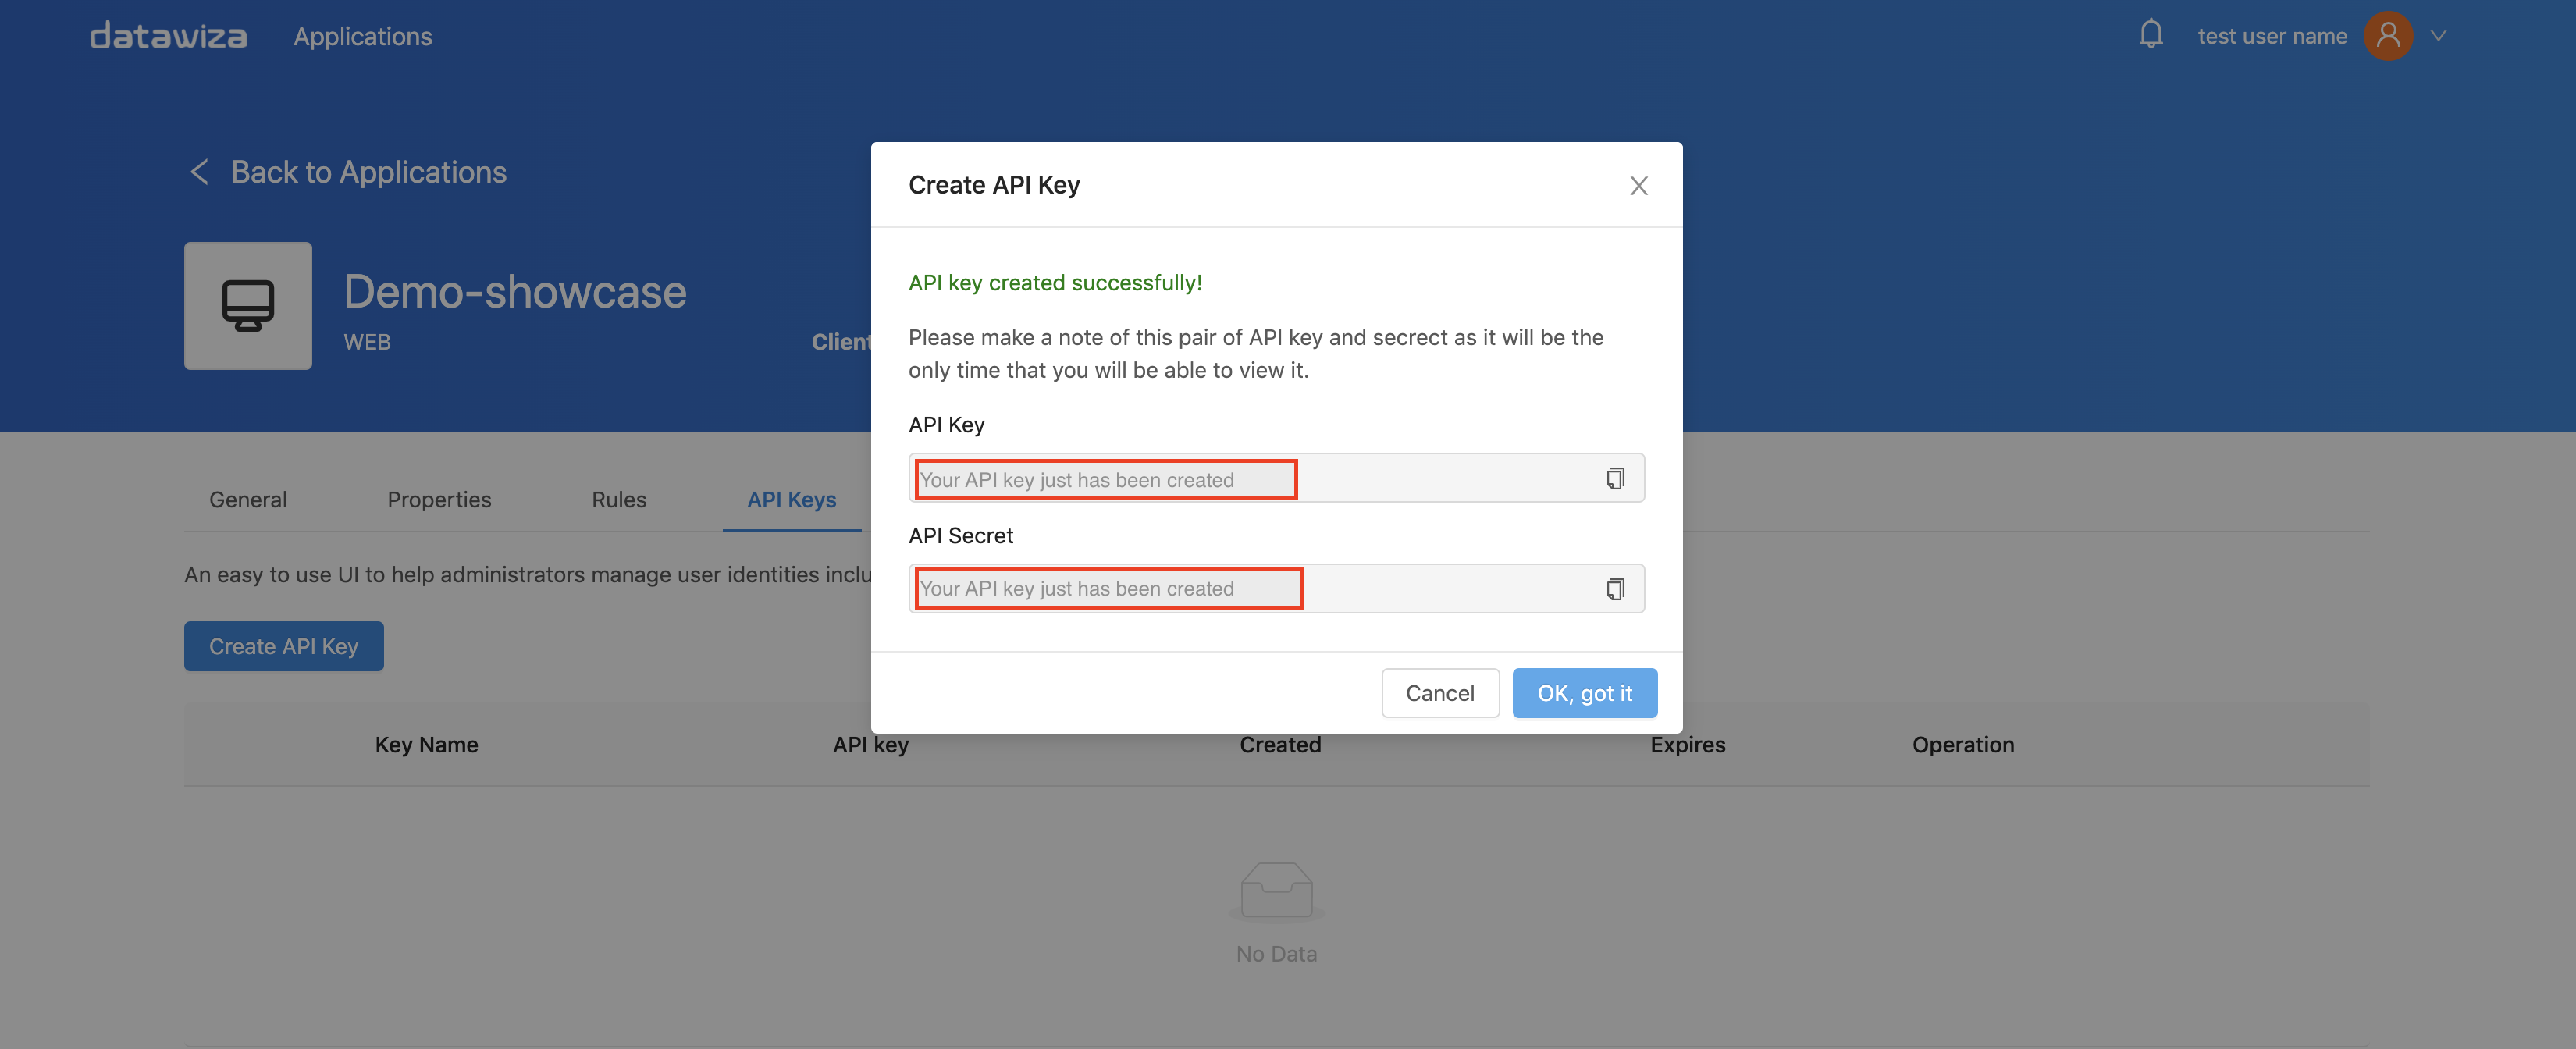 datawiza
Applications
test user name
Back to Applications
Demo-showcase
WEB
Client
Create API Key
API key created successfully!
Please make a note of this pair of API key and secrect as it will be the
only time that you will be able to view it.
API Key
Your API key just has been created
API Secret
Your API key just has been created
Cancel
OK, got it
General
Properties
Rules
API Keys
An easy to use UI to help administrators manage user identities inclu
Create API Key
Key Name
API key
Created
Expires
Operation
No Data